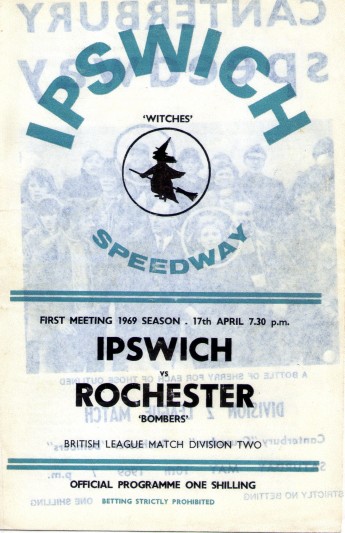 IPSWICH
'WITCHES'
SPEEDWAY
FIRST MEETING 1969 SEASON . 17th APRIL 7.30 p.m.
IPSWICH
vs
ROCHESTER
'BOMBERS'
BRITISH LEAGUE MATCH DIVISION TWO
OFFICIAL PROGRAMME ONE SHILLING
BETTING STRICTLY PROHIBITED